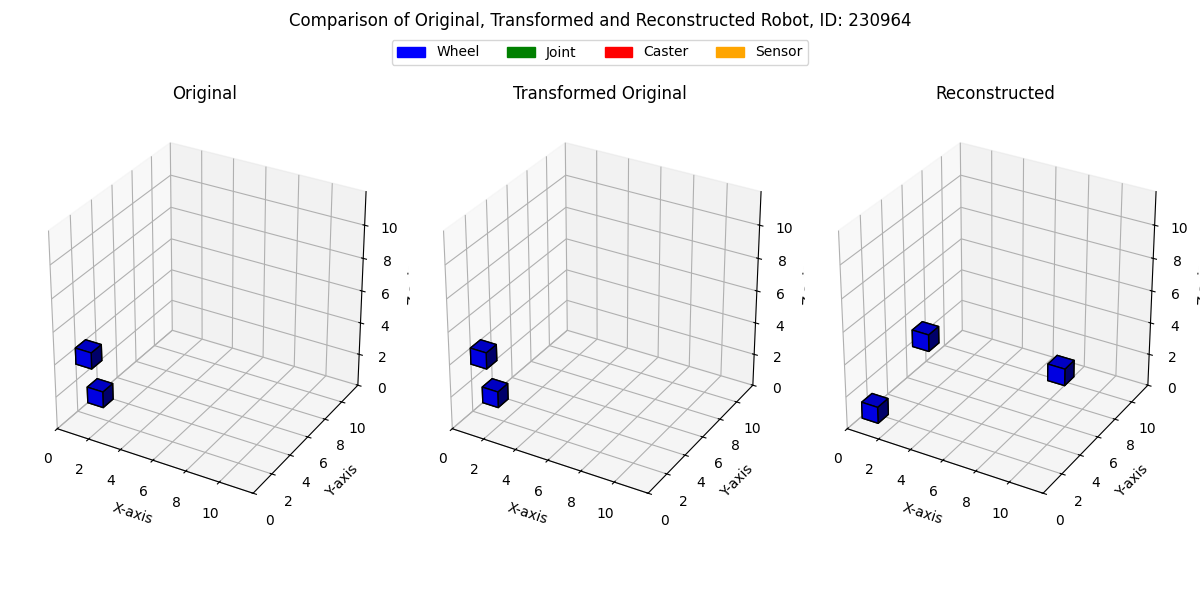 Comparison of Original, Transformed and Reconstructed Robot, ID: 230964
Wheel Joint Caster Sensor
Original Transformed Original Reconstructed
10 10 10
8 8 8
6 6 6
4 4 4
2 2 2
0 0 0
0 2 4 6 8 10 0 2 4 6 8 10 0 2 4 6 8 10
0 2 4 6 8 10 0 2 4 6 8 10 0 2 4 6 8 10
X-axis Y-axis X-axis Y-axis X-axis Y-axis